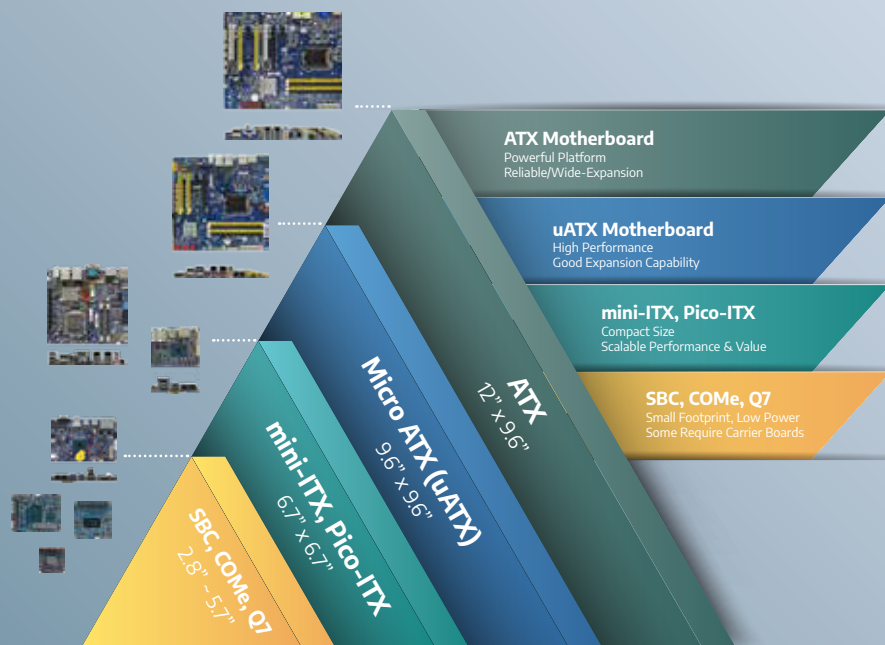 ATX Motherboard
Powerful Platform
Reliable/Wide-Expansion
uATX Motherboard
High Performance
Good Expansion Capability
mini-ITX, Pico-ITX
Compact Size
Scalable Performance & Value
SBC, COMe, Q7
Small Footprint, Low Power
Some Require Carrier Boards
ATX
12” x 9.6”
Micro ATX (uATX)
9.6” x 9.6”
mini-ITX, Pico-ITX
6.7” x 6.7”
SBC, COMe, Q7
2.8” ~ 5.7”